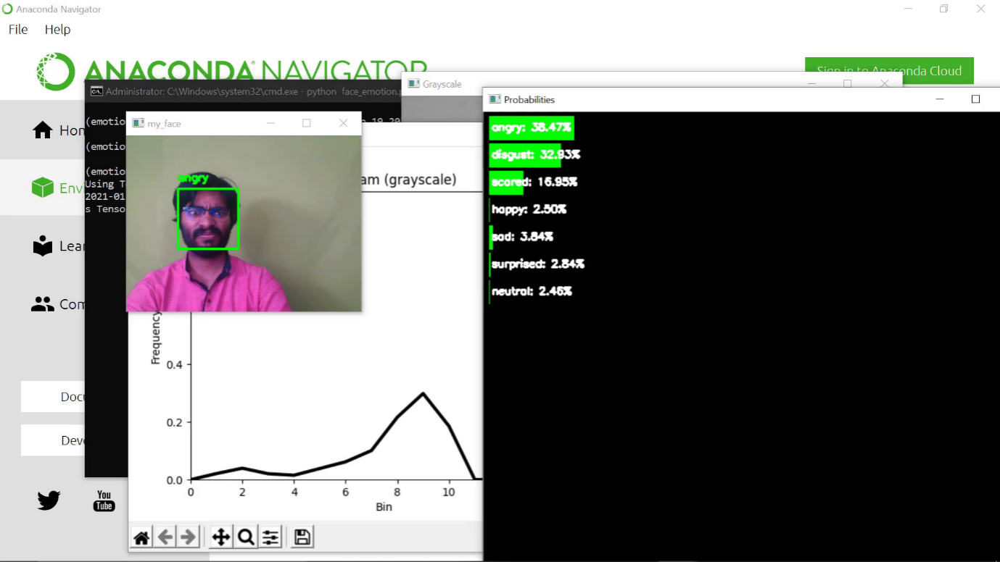 Anaconda Navigator
File Help
ANACONDA NAVIGATOR
Sign in to Anaconda Cloud
Administrator: C:\Windows\system32\cmd.exe - python face_emotion.p
Grayscale
Probabilities
(emotio
19 20
my_face
(emotio
(emotio
Using T
2021-01
s Tenso
Hom
Env
Lear
Com
Docu
Deve
You
Tube
angry
am (grayscale)
Frequency
0.4
0.2
0.0
0 2 4 6 8 10
Bin
angry: 38.47%
disgust: 32.93%
scared: 16.95%
happy: 2.50%
sad: 3.84%
surprised: 2.84%
neutral: 2.46%